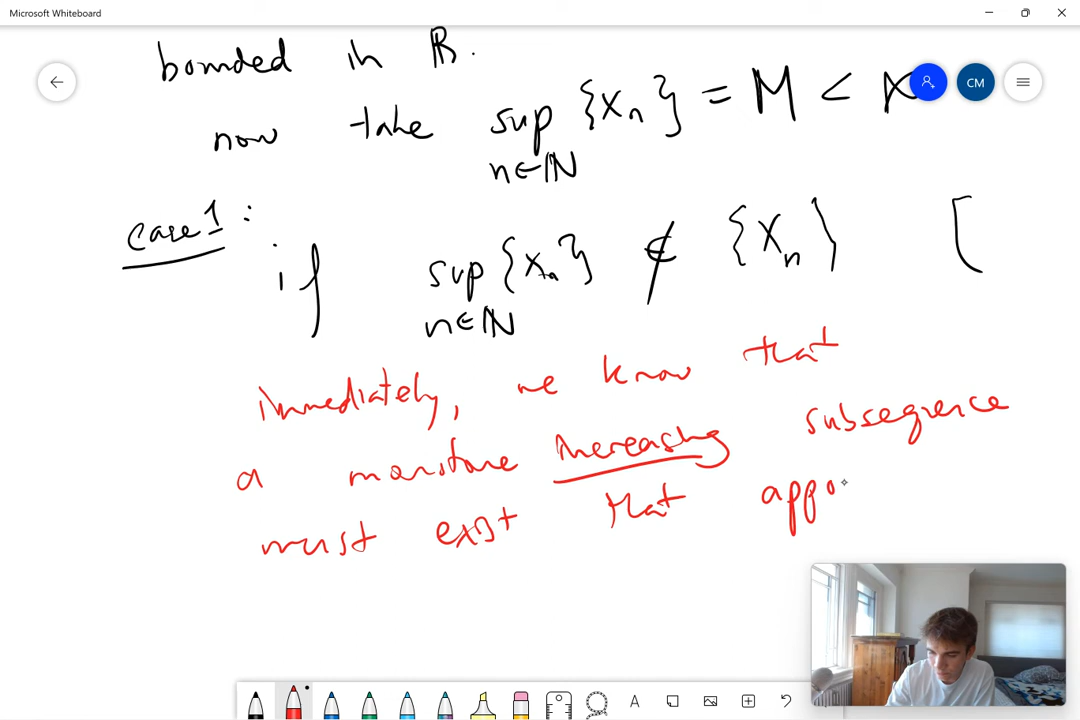 Microsoft Whiteboard
bounded in ℝ.
now take sup {xₙ} = M <
n∈ℕ
CM
case 1:
if sup {xₙ} ∉ {xₙ} [
n∈ℕ
immediately, we know that
a monotone increasing subsequence
must exist that appo
A